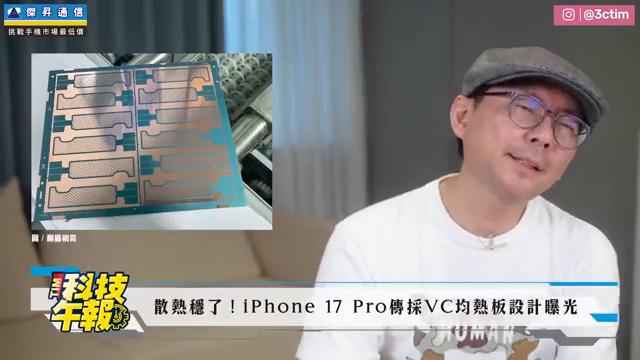 傑昇通信
挑戰手機市場最低價
@3ctim
圖/翻攝網路
科技
午報
散熱穩了！iPhone 17 Pro傳採VC均熱板設計曝光
HUMAN